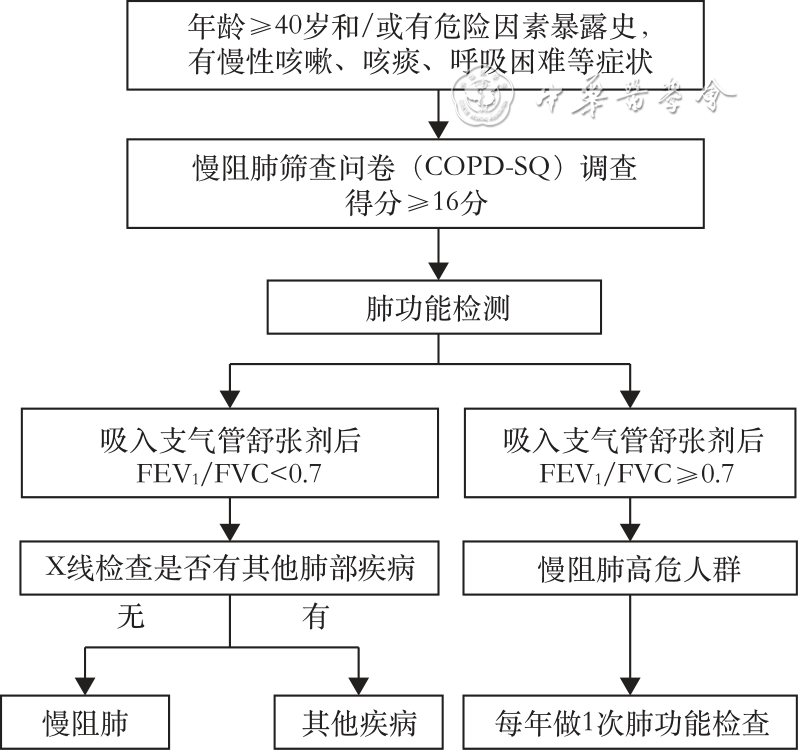 年龄≥40岁和/或有危险因素暴露史，
有慢性咳嗽、咳痰、呼吸困难等症状
中华医学会
慢阻肺筛查问卷（COPD-SQ）调查
得分≥16分
肺功能检测
吸入支气管舒张剂后
FEV₁/FVC<0.7
吸入支气管舒张剂后
FEV₁/FVC≥0.7
X线检查是否有其他肺部疾病
慢阻肺高危人群
无
有
慢阻肺
其他疾病
每年做1次肺功能检查